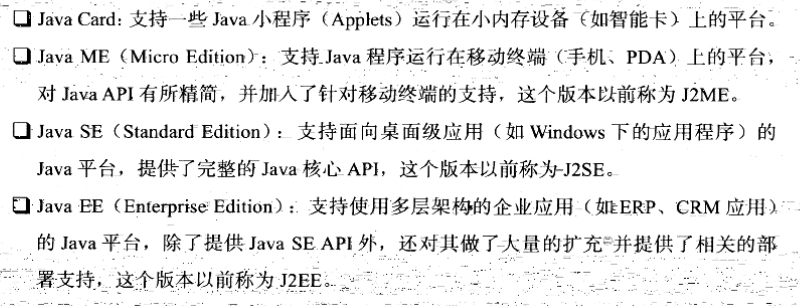 ❑ Java Card：支持一些 Java 小程序（Applets）运行在小内存设备（如智能卡）上的平台。
❑ Java ME（Micro Edition）：支持 Java 程序运行在移动终端（手机、PDA）上的平台，
对 Java API 有所精简，并加入了针对移动终端的支持，这个版本以前称为 J2ME。
❑ Java SE（Standard Edition）：支持面向桌面级应用（如 Windows 下的应用程序）的
Java 平台，提供了完整的 Java 核心 API，这个版本以前称为 J2SE。
❑ Java EE（Enterprise Edition）：支持使用多层架构的企业应用（如 ERP、CRM 应用）
的 Java 平台，除了提供 Java SE API 外，还对其做了大量的扩充并提供了相关的部
署支持，这个版本以前称为 J2EE。